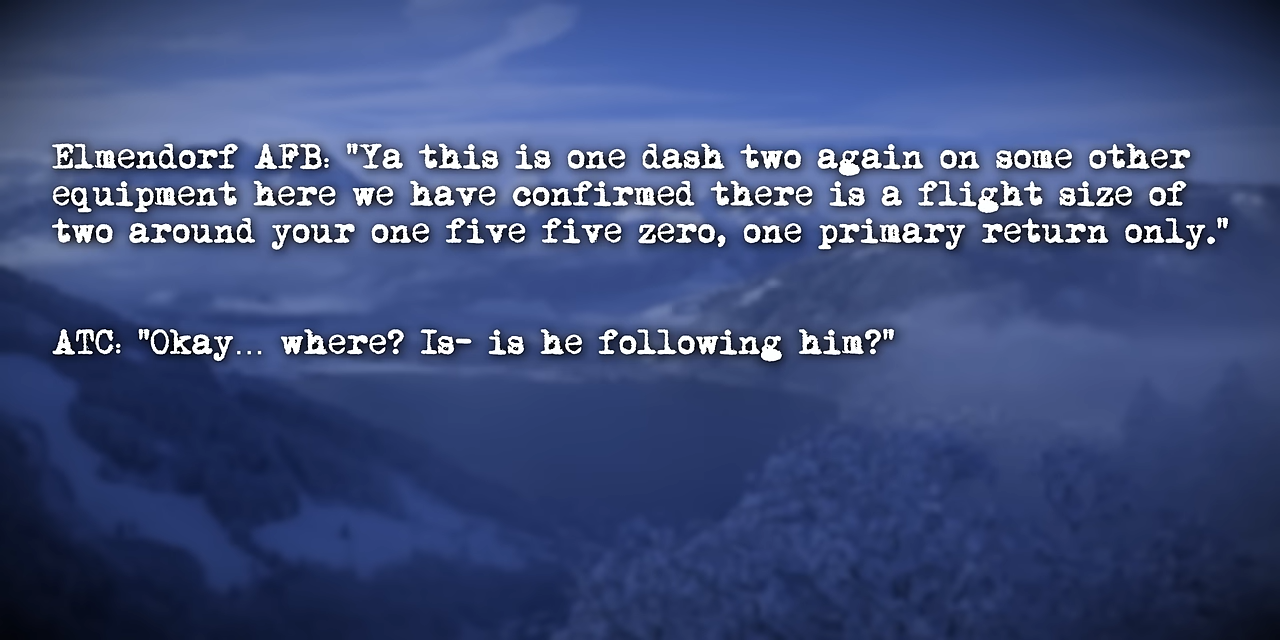 Elmendorf AFB: "Ya this is one dash two again on some other
equipment here we have confirmed there is a flight size of
two around your one five five zero, one primary return only."
ATC: "Okay... where? Is- is he following him?"